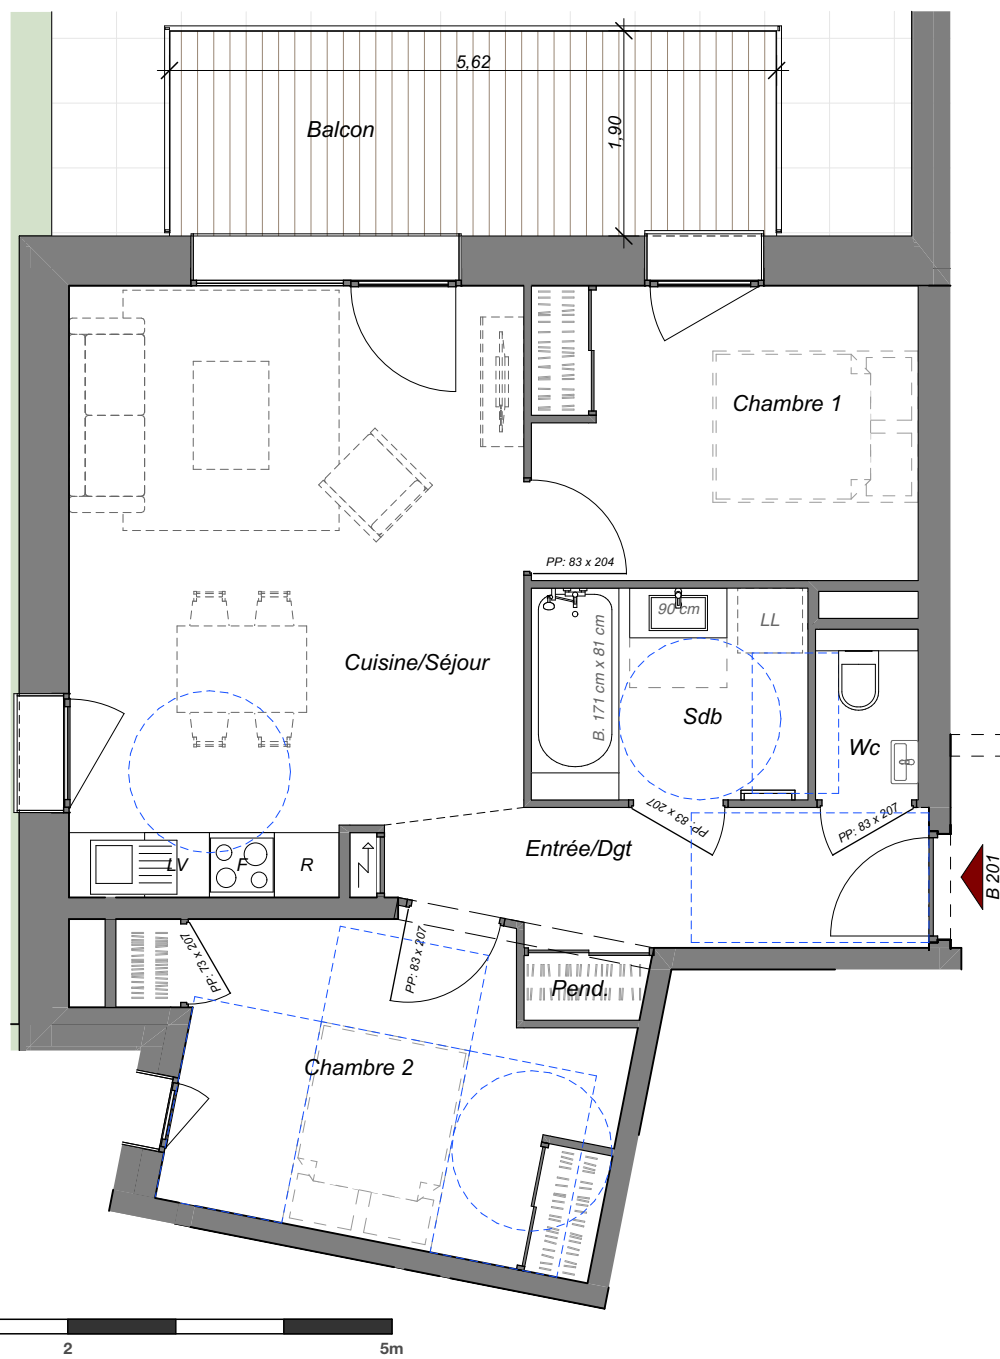 5,62
1,90
Balcon
Chambre 1
PP: 83 x 204
Cuisine/Séjour
B. 171 cm x 81 cm
90 cm
LL
Sdb
Wc
PP: 83 x 207
PP: 83 x 207
LV
F
R
Entrée/Dgt
B 201
PP: 73 x 207
PP: 83 x 207
Pend.
Chambre 2
2
5m